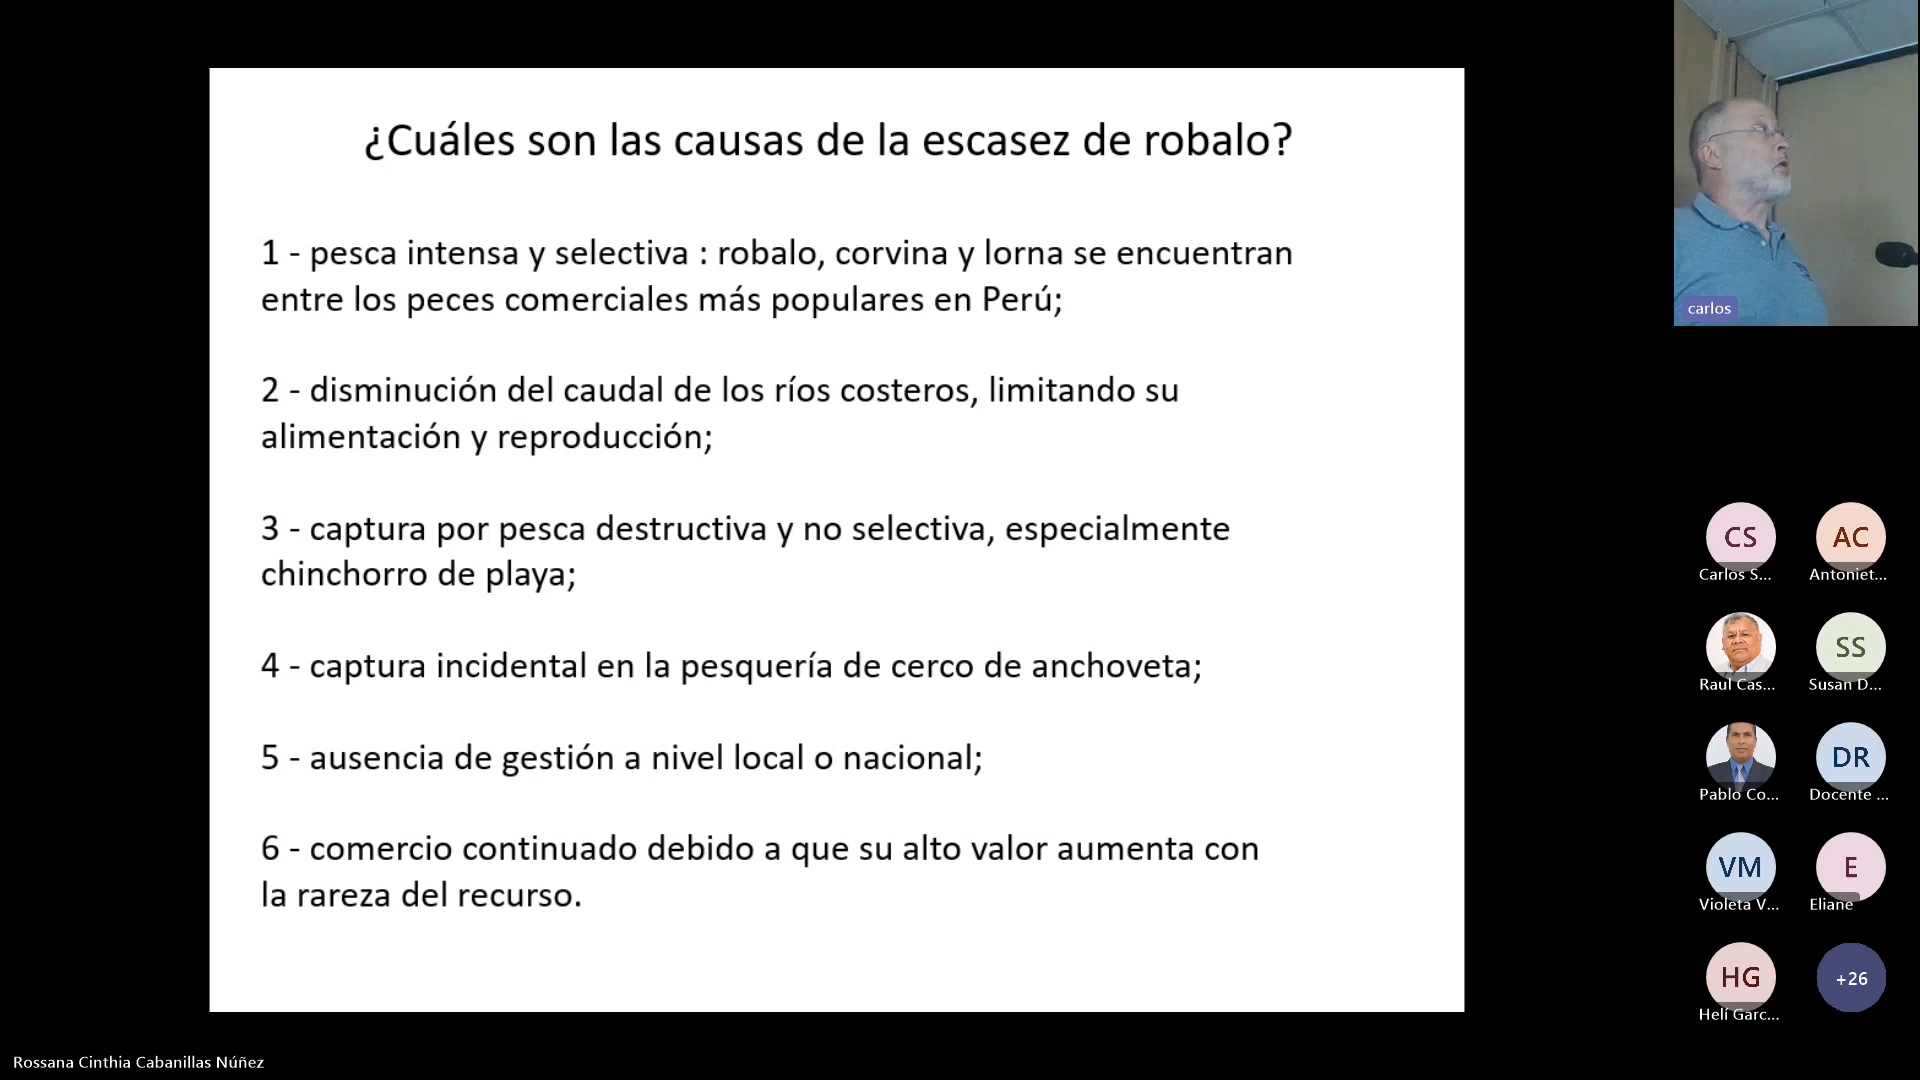 ¿Cuáles son las causas de la escasez de robalo?
1 - pesca intensa y selectiva : robalo, corvina y lorna se encuentran
entre los peces comerciales más populares en Perú;
2 - disminución del caudal de los ríos costeros, limitando su
alimentación y reproducción;
3 - captura por pesca destructiva y no selectiva, especialmente
chinchorro de playa;
4 - captura incidental en la pesquería de cerco de anchoveta;
5 - ausencia de gestión a nivel local o nacional;
6 - comercio continuado debido a que su alto valor aumenta con
la rareza del recurso.
carlos
CS
AC
Carlos S...
Antoniet...
SS
Raul Cas...
Susan D...
DR
Pablo Co...
Docente ...
VM
E
Violeta V...
Eliane
HG
+26
Helí Garc...
Rossana Cinthia Cabanillas Núñez